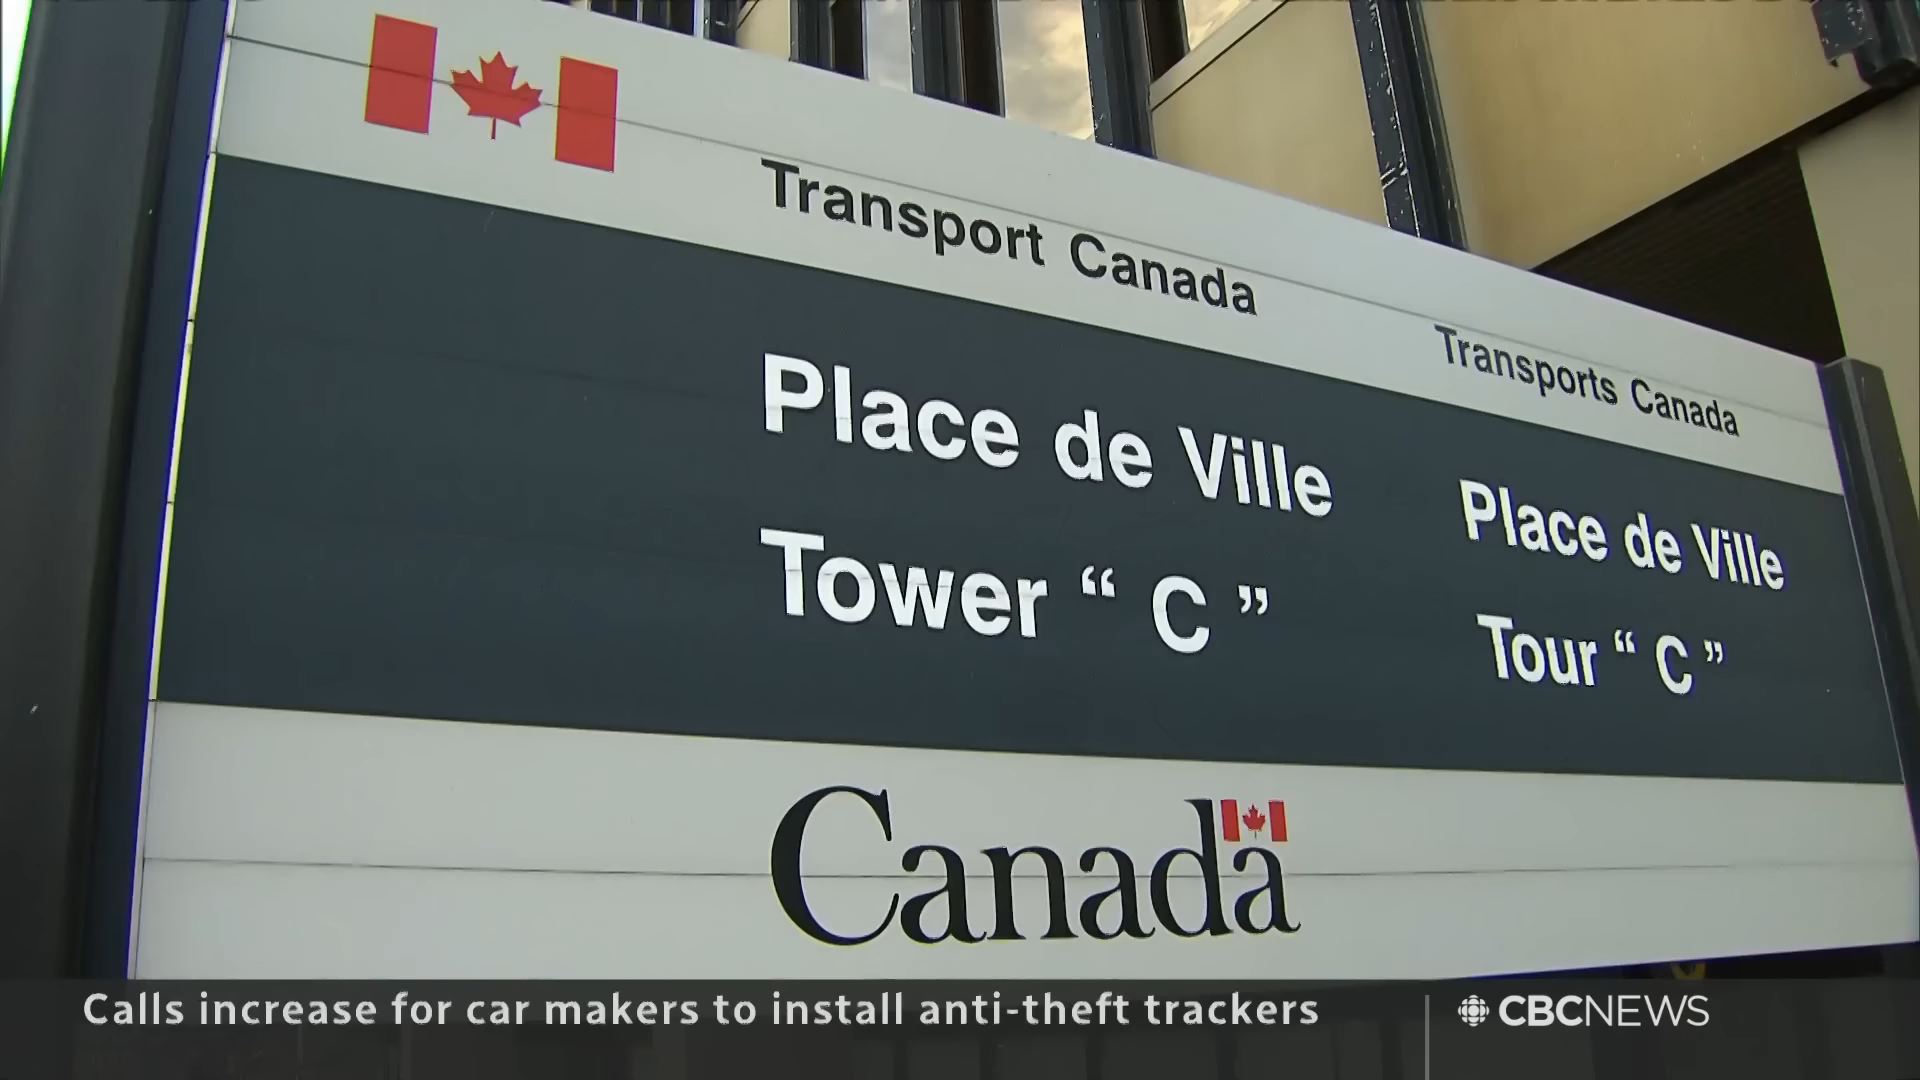 Transport Canada
Transports Canada
Place de Ville
Tower “ C ”
Place de Ville
Tour “ C ”
Canada
Calls increase for car makers to install anti-theft trackers
CBCNEWS